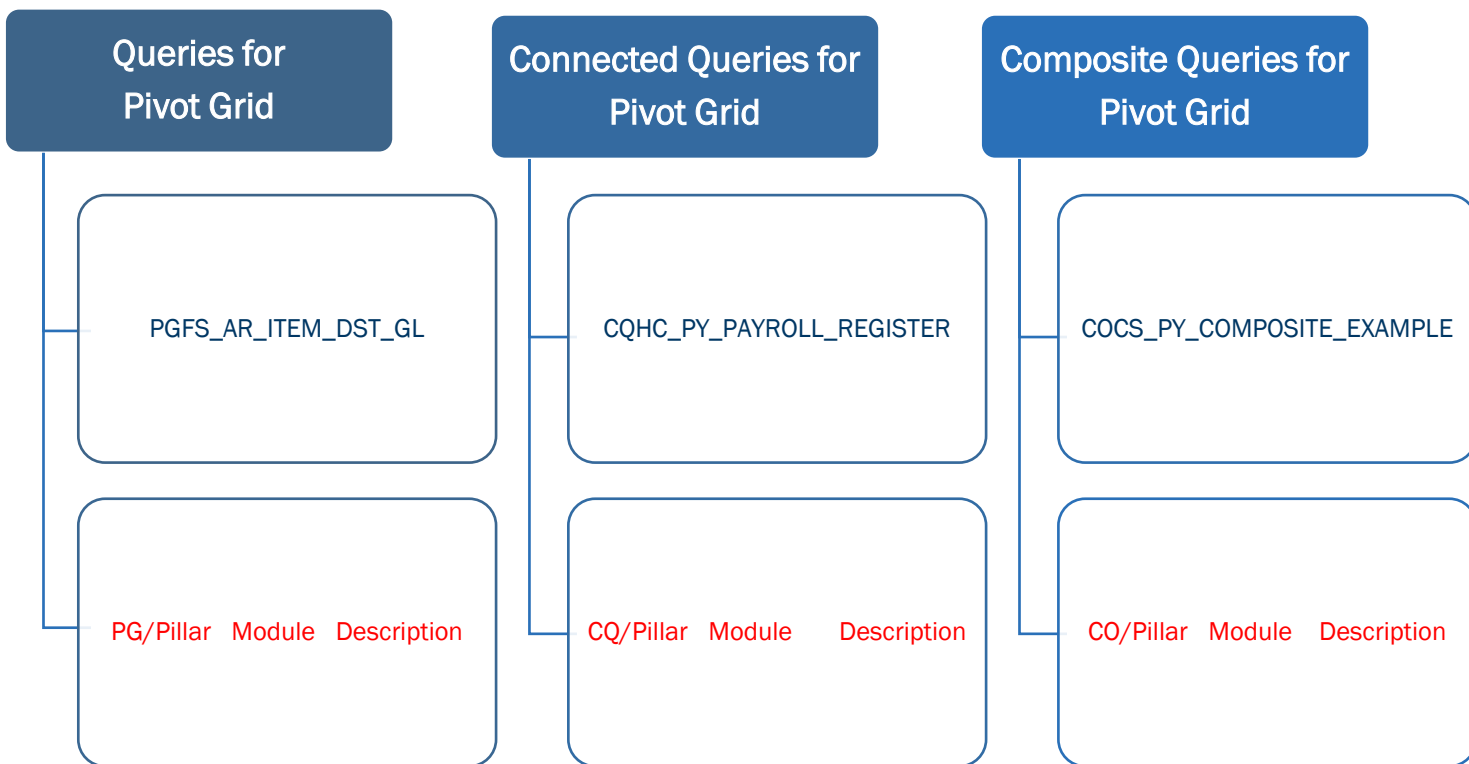 Queries for
Pivot Grid
PGFS_AR_ITEM_DST_GL
PG/Pillar Module Description
Connected Queries for
Pivot Grid
CQHC_PY_PAYROLL_REGISTER
CQ/Pillar Module Description
Composite Queries for
Pivot Grid
COCS_PY_COMPOSITE_EXAMPLE
CO/Pillar Module Description